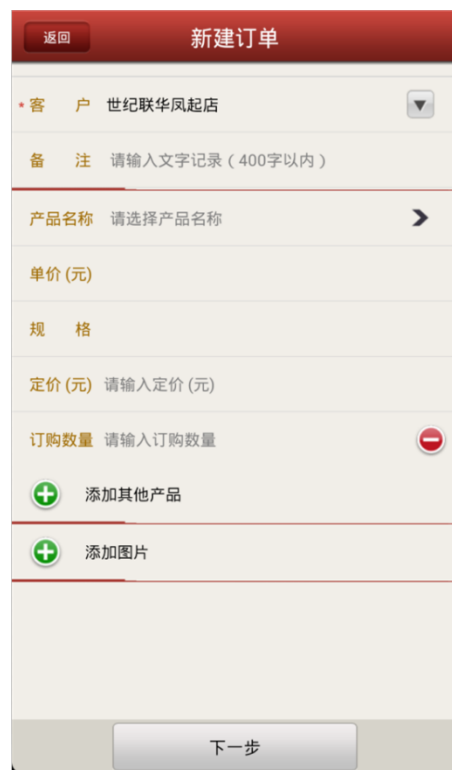 返回 新建订单
* 客 户 世纪联华凤起店
备 注 请输入文字记录（400字以内）
产品名称 请选择产品名称
单价(元)
规 格
定价(元) 请输入定价(元)
订购数量 请输入订购数量
添加其他产品
添加图片
下一步